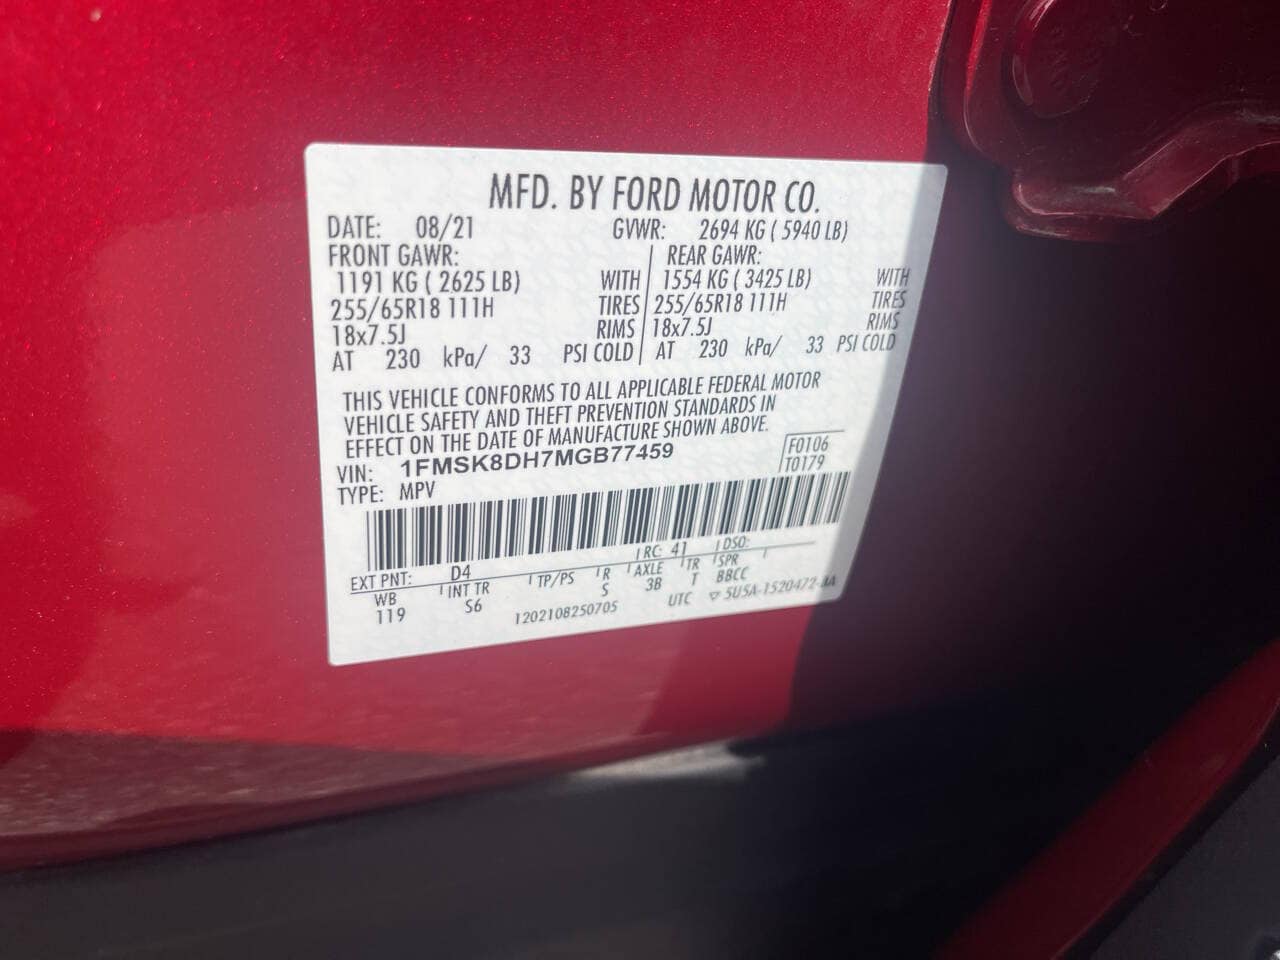 MFD. BY FORD MOTOR CO.
DATE: 08/21 GVWR: 2694 KG ( 5940 LB)
FRONT GAWR: REAR GAWR:
1191 KG ( 2625 LB) WITH 1554 KG ( 3425 LB) WITH
255/65R18 111H TIRES 255/65R18 111H TIRES
18x7.5J RIMS 18x7.5J RIMS
AT 230 kPa/ 33 PSI COLD AT 230 kPa/ 33 PSI COLD
THIS VEHICLE CONFORMS TO ALL APPLICABLE FEDERAL MOTOR
VEHICLE SAFETY AND THEFT PREVENTION STANDARDS IN
EFFECT ON THE DATE OF MANUFACTURE SHOWN ABOVE.
VIN: 1FMSK8DH7MGB77459 F0106
TYPE: MPV T0179
EXT PNT: D4 RC: 41 DSO:
WB INT TR TP/PS R AXLE TR SPR
119 S6 S 3B T BBCC
1202108250705 UTC ▽ 5U5A-1520472-AA